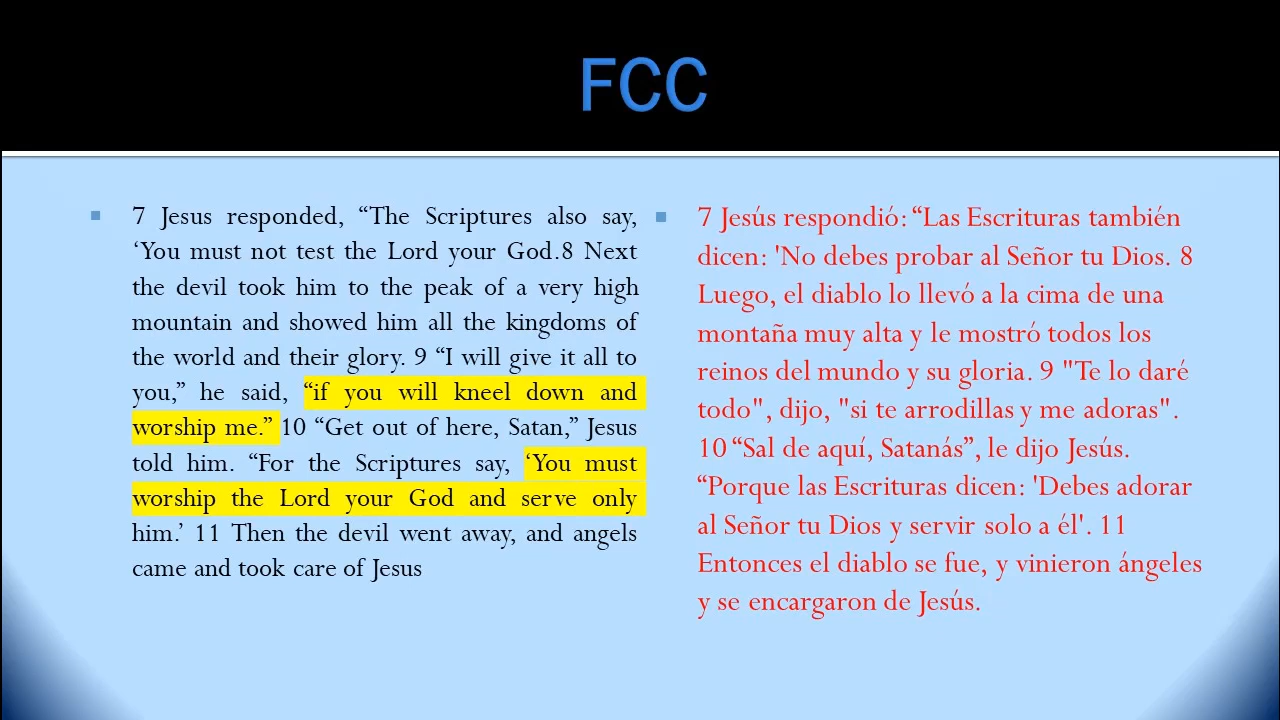 FCC
7 Jesus responded, “The Scriptures also say,
‘You must not test the Lord your God.8 Next
the devil took him to the peak of a very high
mountain and showed him all the kingdoms of
the world and their glory. 9 “I will give it all to
you,” he said, “if you will kneel down and
worship me.” 10 “Get out of here, Satan,” Jesus
told him. “For the Scriptures say, ‘You must
worship the Lord your God and serve only
him.’ 11 Then the devil went away, and angels
came and took care of Jesus
7 Jesús respondió: “Las Escrituras también
dicen: 'No debes probar al Señor tu Dios. 8
Luego, el diablo lo llevó a la cima de una
montaña muy alta y le mostró todos los
reinos del mundo y su gloria. 9 "Te lo daré
todo", dijo, "si te arrodillas y me adoras".
10 “Sal de aquí, Satanás”, le dijo Jesús.
“Porque las Escrituras dicen: 'Debes adorar
al Señor tu Dios y servir solo a él'. 11
Entonces el diablo se fue, y vinieron ángeles
y se encargaron de Jesús.